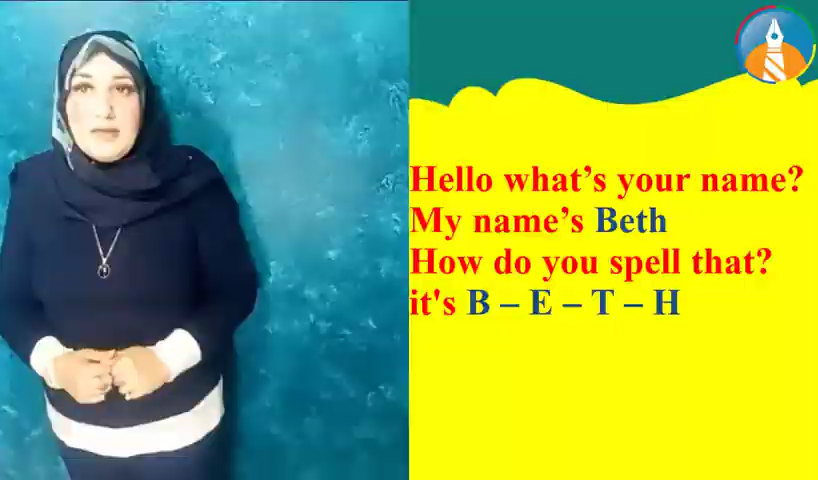 Hello what’s your name?
My name’s Beth
How do you spell that?
it's B – E – T – H